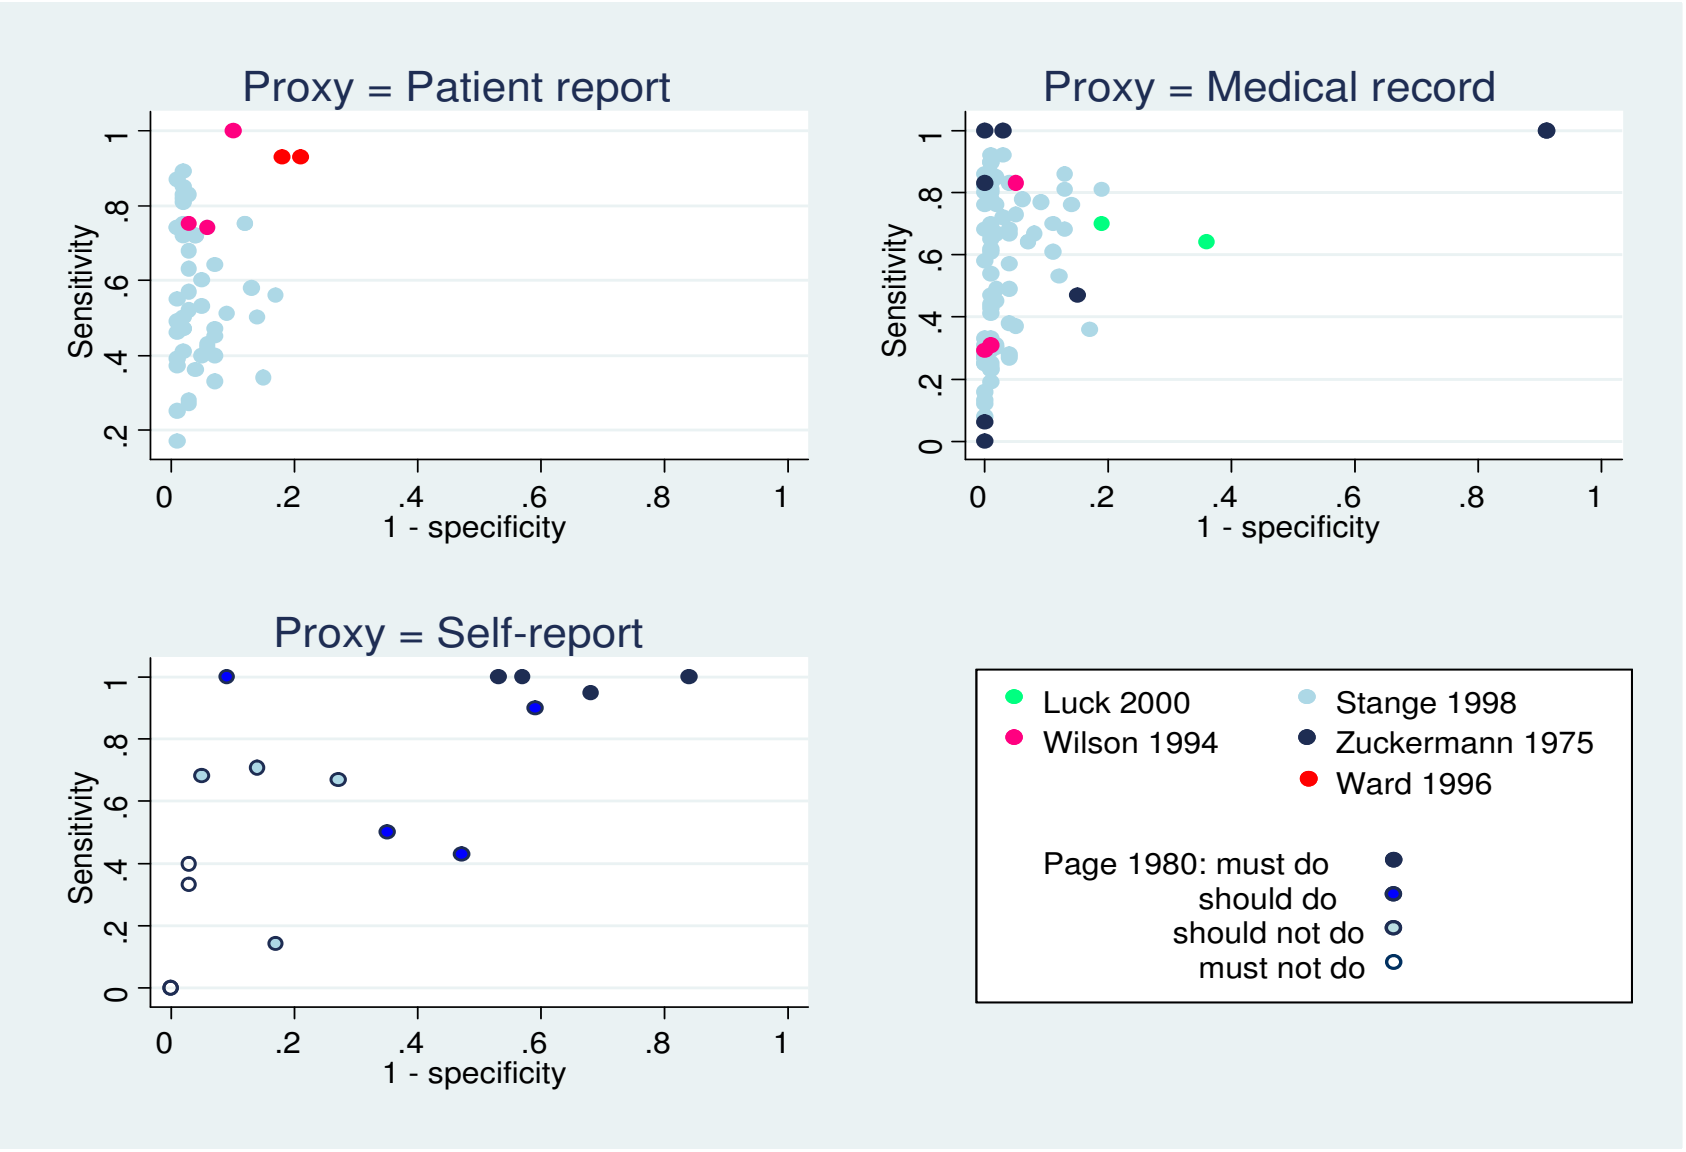 Proxy = Patient report
Sensitivity
1
.8
.6
.4
.2
0 .2 .4 .6 .8 1
1 - specificity
Proxy = Medical record
Sensitivity
1
.8
.6
.4
.2
0
0 .2 .4 .6 .8 1
1 - specificity
Proxy = Self-report
Sensitivity
1
.8
.6
.4
.2
0
0 .2 .4 .6 .8 1
1 - specificity
Luck 2000 Stange 1998
Wilson 1994 Zuckermann 1975
Ward 1996
Page 1980: must do
should do
should not do
must not do